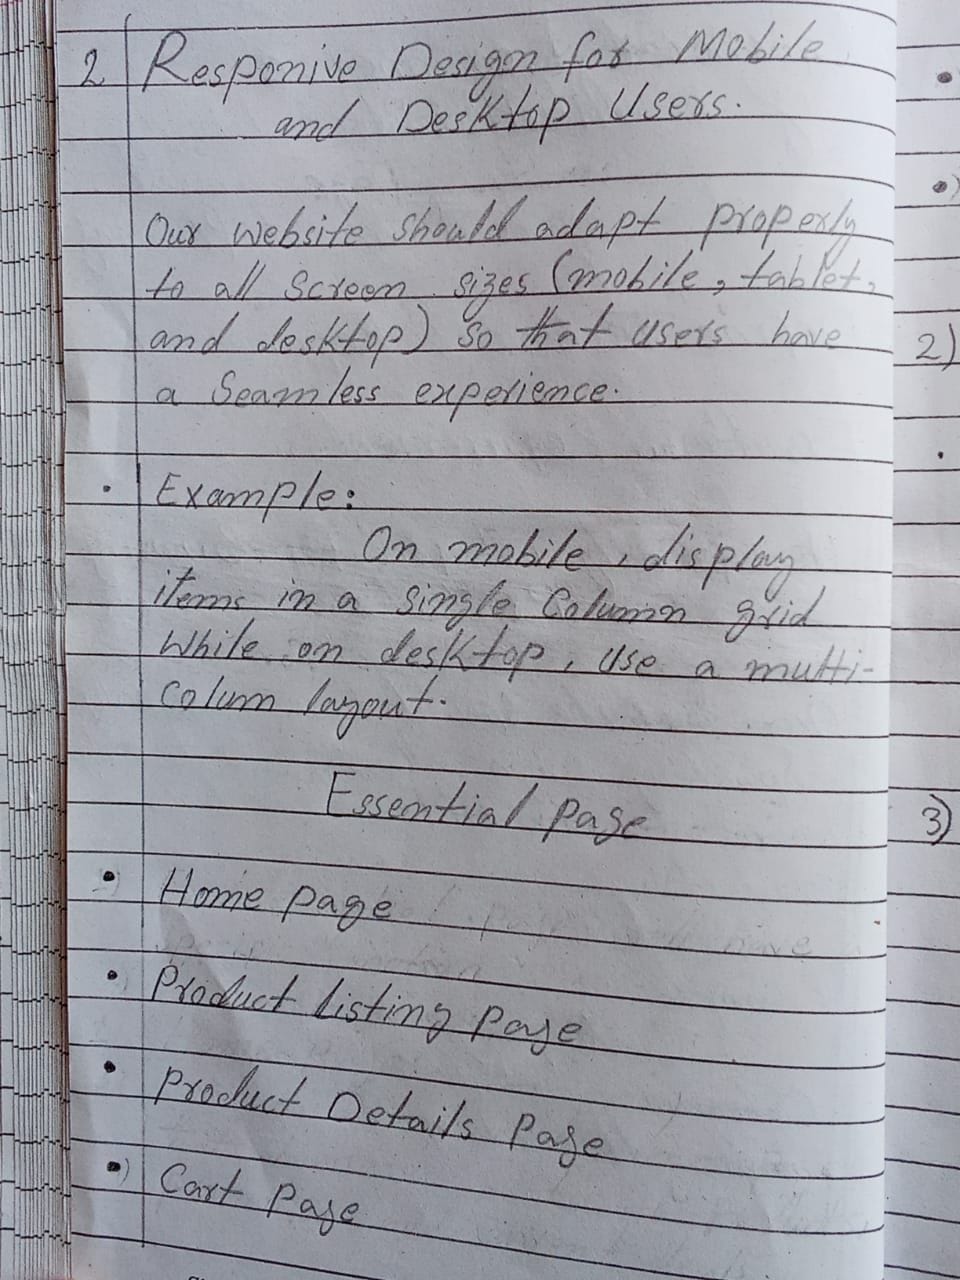 2 Responive Design for Mobile
and Desktop Users.
Our website should adapt properly
to all Screen sizes (mobile, tablet,
and desktop) so that users have
a Seamless experience.
• Example:
On mobile, display
items in a single Column grid
While on desktop, use a multi-
colum layout.
Essential Page
• Home page
• Product Listing Page
• Product Details Page
•) Cart Page
•
•)
2)
•
3)